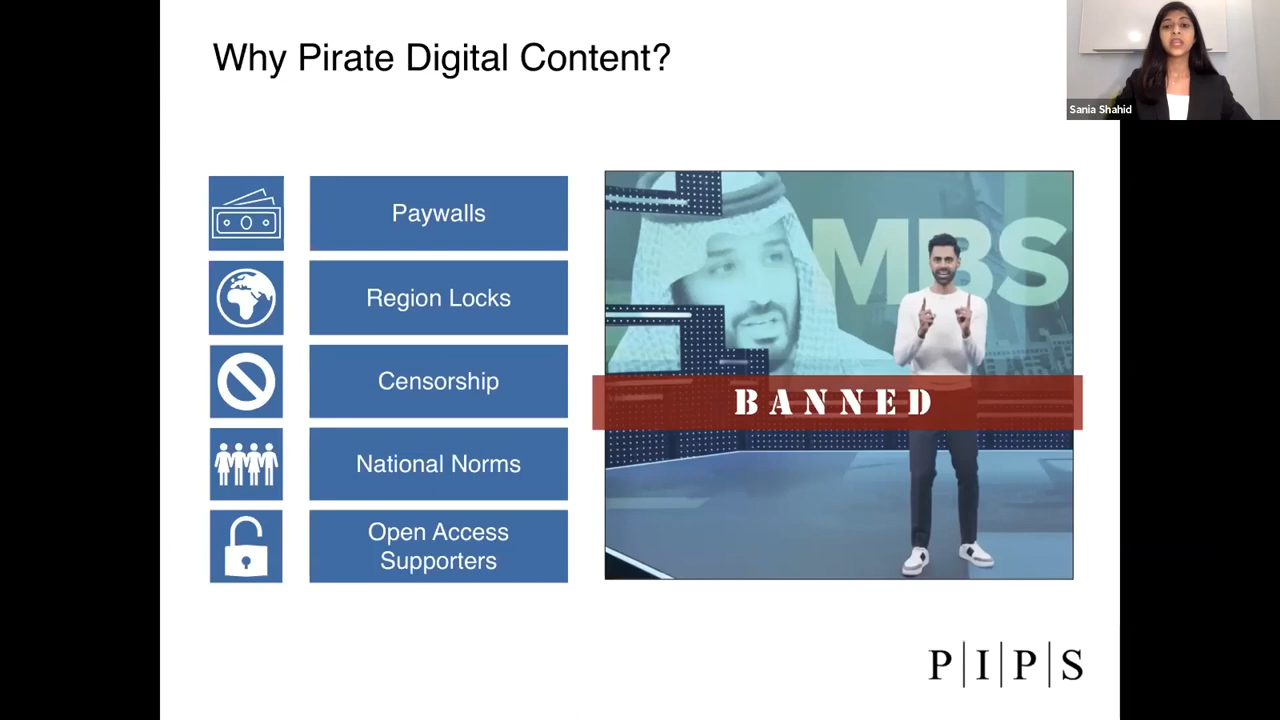 Why Pirate Digital Content?
Sania Shahid
Paywalls
Region Locks
Censorship
National Norms
Open Access
Supporters
MBS
BANNED
P|I|P|S